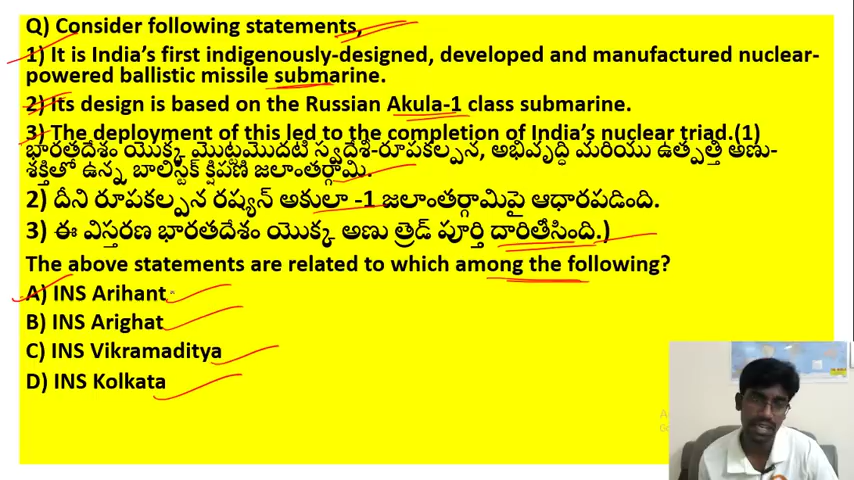 Q) Consider following statements,
1) It is India's first indigenously-designed, developed and manufactured nuclear-
powered ballistic missile submarine.
2) Its design is based on the Russian Akula-1 class submarine.
3) The deployment of this led to the completion of India's nuclear triad.(1)
భారతదేశం యొక్క మొట్టమొదటి స్వదేశీ-రూపకల్పన, అభివృద్ధి మరియు ఉత్పత్తి అణు-
శక్తితో ఉన్న బాలిస్టిక్ క్షిపణి జలాంతర్గామి.
2) దీని రూపకల్పన రష్యన్ అకులా -1 జలాంతర్గామిపై ఆధారపడింది.
3) ఈ విస్తరణ భారతదేశం యొక్క అణు త్రైడ్ పూర్తి దారితీసింది.)
The above statements are related to which among the following?
A) INS Arihant
B) INS Arighat
C) INS Vikramaditya
D) INS Kolkata